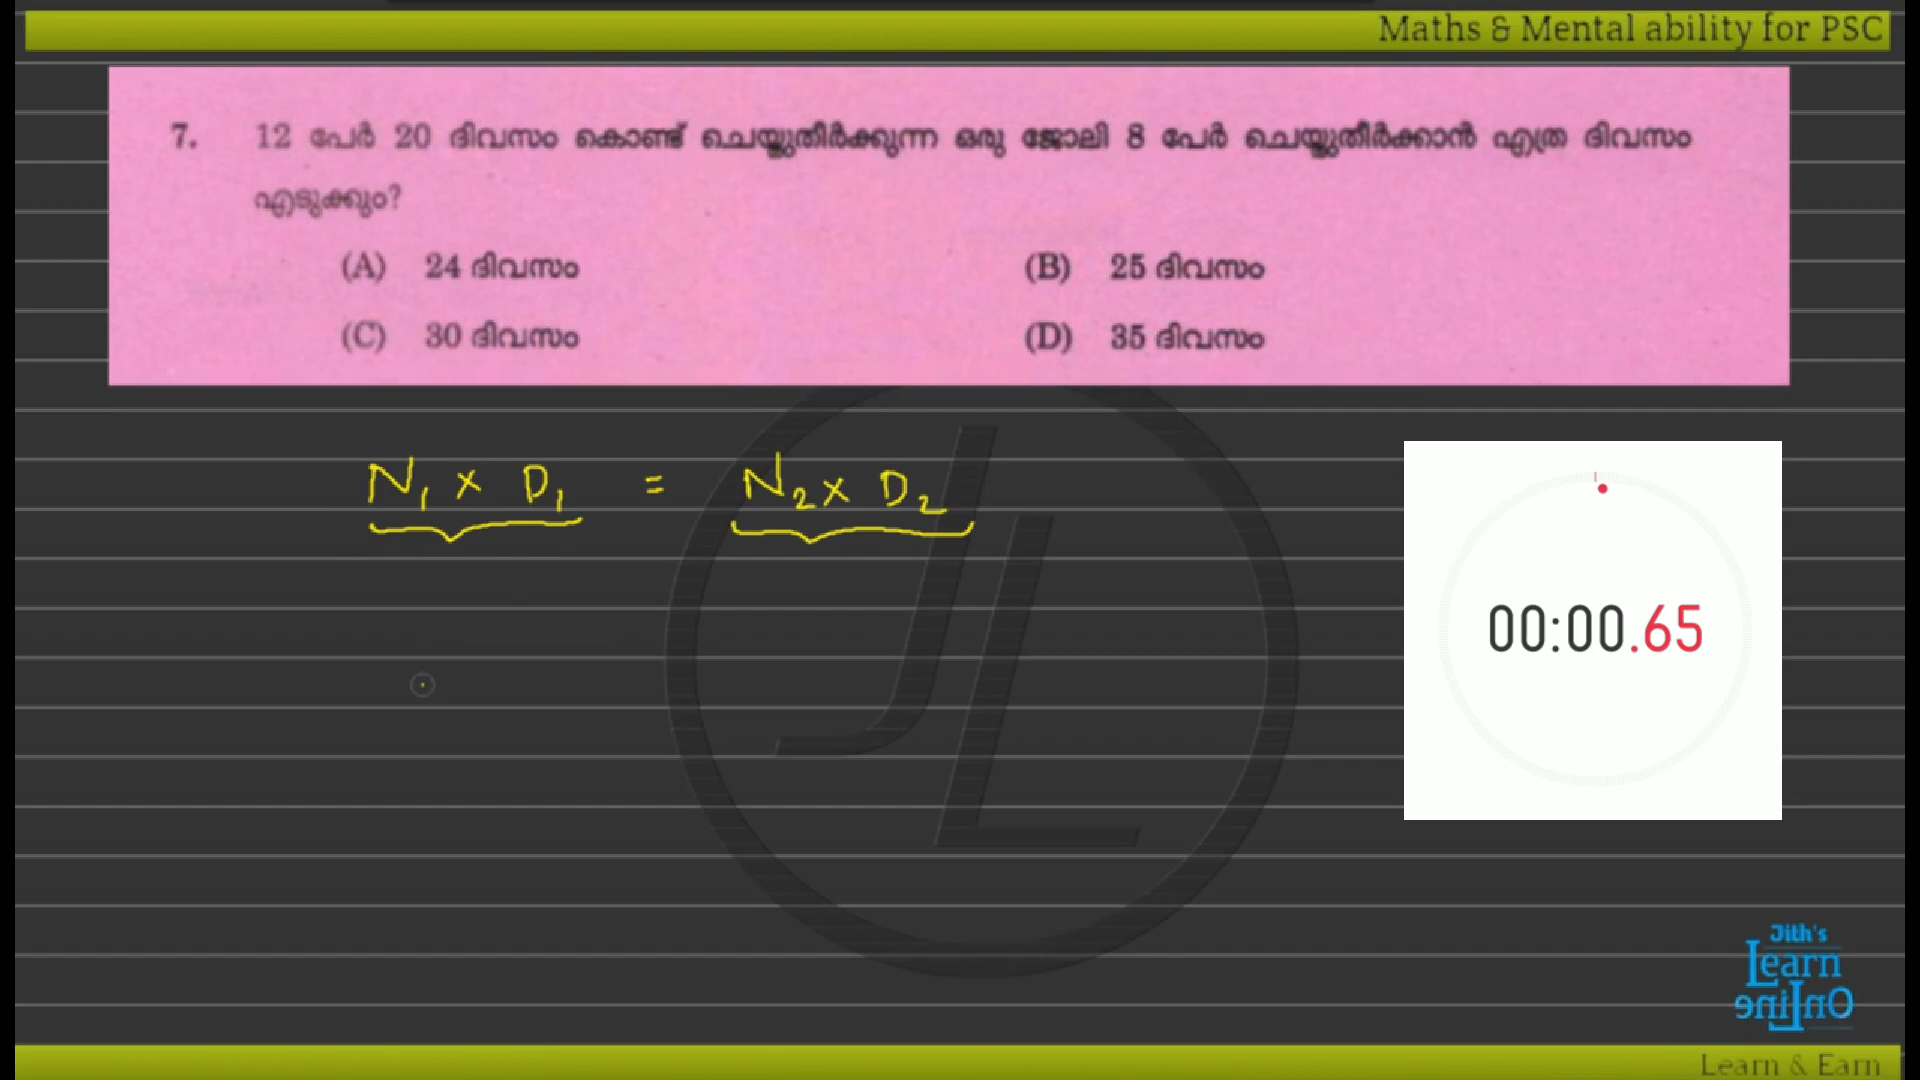 Maths & Mental ability for PSC
7. 12 പേർ 20 ദിവസം കൊണ്ട് ചെയ്തുതീർക്കുന്ന ഒരു ജോലി 8 പേർ ചെയ്തുതീർക്കാൻ എത്ര ദിവസം
എടുക്കും?
(A) 24 ദിവസം (B) 25 ദിവസം
(C) 30 ദിവസം (D) 35 ദിവസം
N₁ × D₁ = N₂ × D₂
00:00.65
Jith's
Learn
OnLine
Learn & Earn